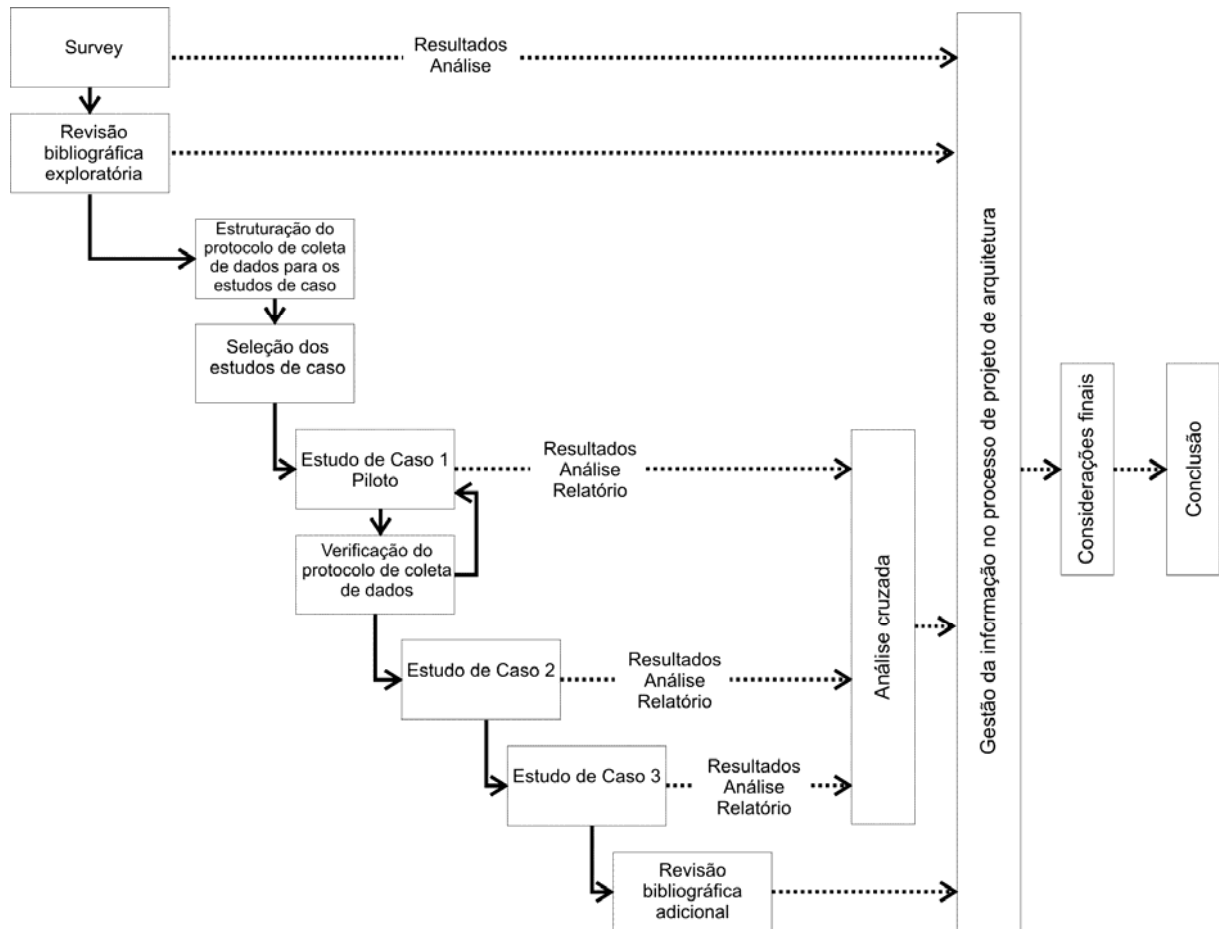 Survey
Resultados
Análise
Revisão
bibliográfica
exploratória
Estruturação do
protocolo de coleta
de dados para os
estudos de caso
Seleção dos
estudos de caso
Estudo de Caso 1
Piloto
Resultados
Análise
Relatório
Verificação do
protocolo de coleta
de dados
Estudo de Caso 2
Resultados
Análise
Relatório
Estudo de Caso 3
Resultados
Análise
Relatório
Revisão
bibliográfica
adicional
Análise cruzada
Gestão da informação no processo de projeto de arquitetura
Considerações finais
Conclusão